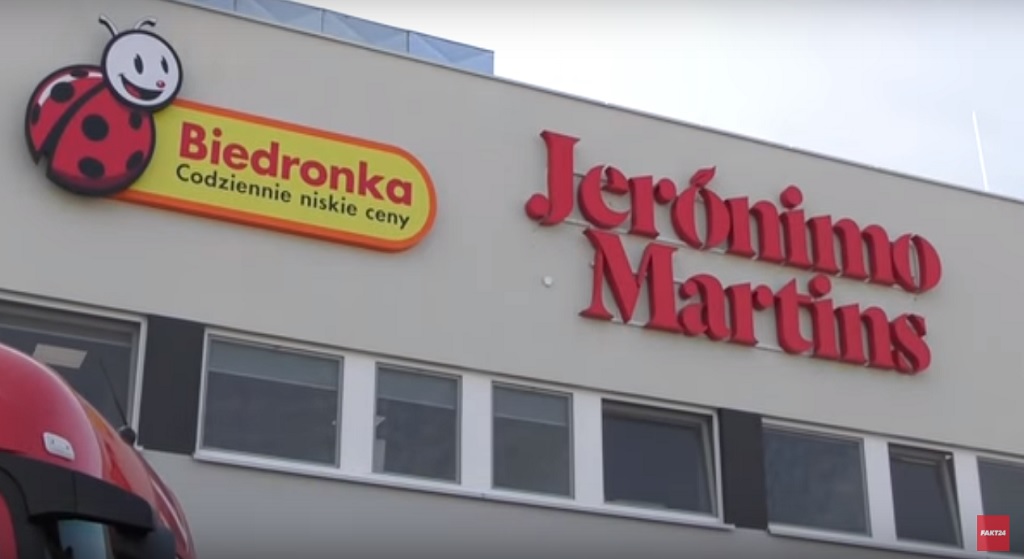 Biedronka
Codziennie niskie ceny
Jerónimo
Martins
FAKT24